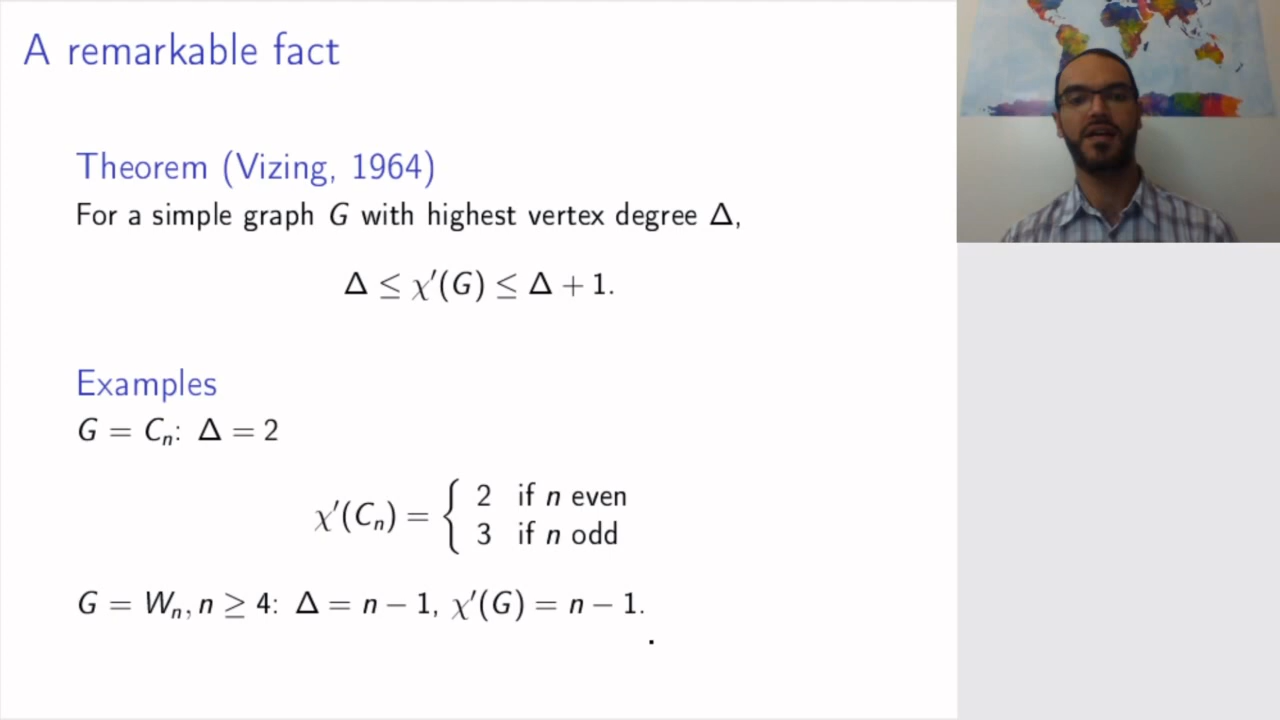 A remarkable fact
Theorem (Vizing, 1964)
For a simple graph G with highest vertex degree Δ,
Δ ≤ χ′(G) ≤ Δ + 1.
Examples
G = Cₙ: Δ = 2
χ′(Cₙ) = { 2 if n even
3 if n odd
G = Wₙ, n ≥ 4: Δ = n − 1, χ′(G) = n − 1.